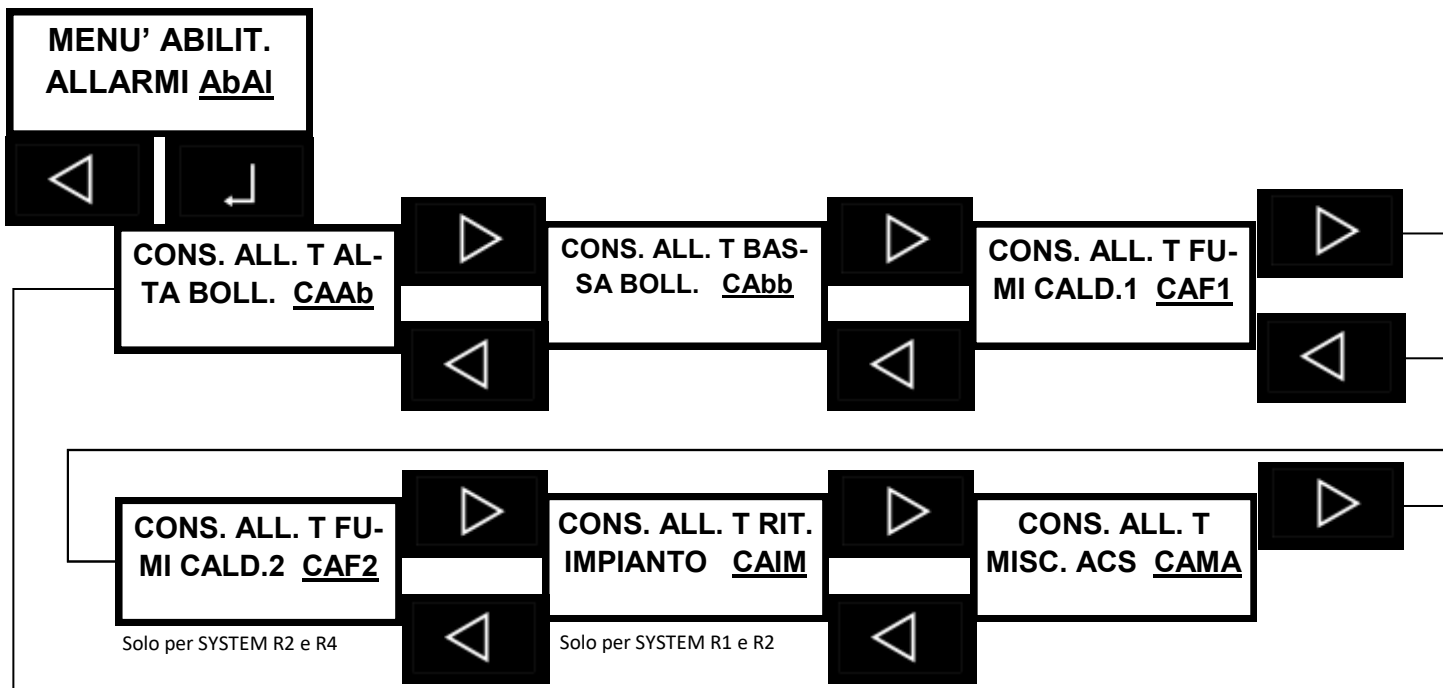 MENU' ABILIT.
ALLARMI AbAl
CONS. ALL. T AL-
TA BOLL. CAAb
CONS. ALL. T BAS-
SA BOLL. CAbb
CONS. ALL. T FU-
MI CALD.1 CAF1
CONS. ALL. T FU-
MI CALD.2 CAF2
Solo per SYSTEM R2 e R4
CONS. ALL. T RIT.
IMPIANTO CAIM
Solo per SYSTEM R1 e R2
CONS. ALL. T
MISC. ACS CAMA